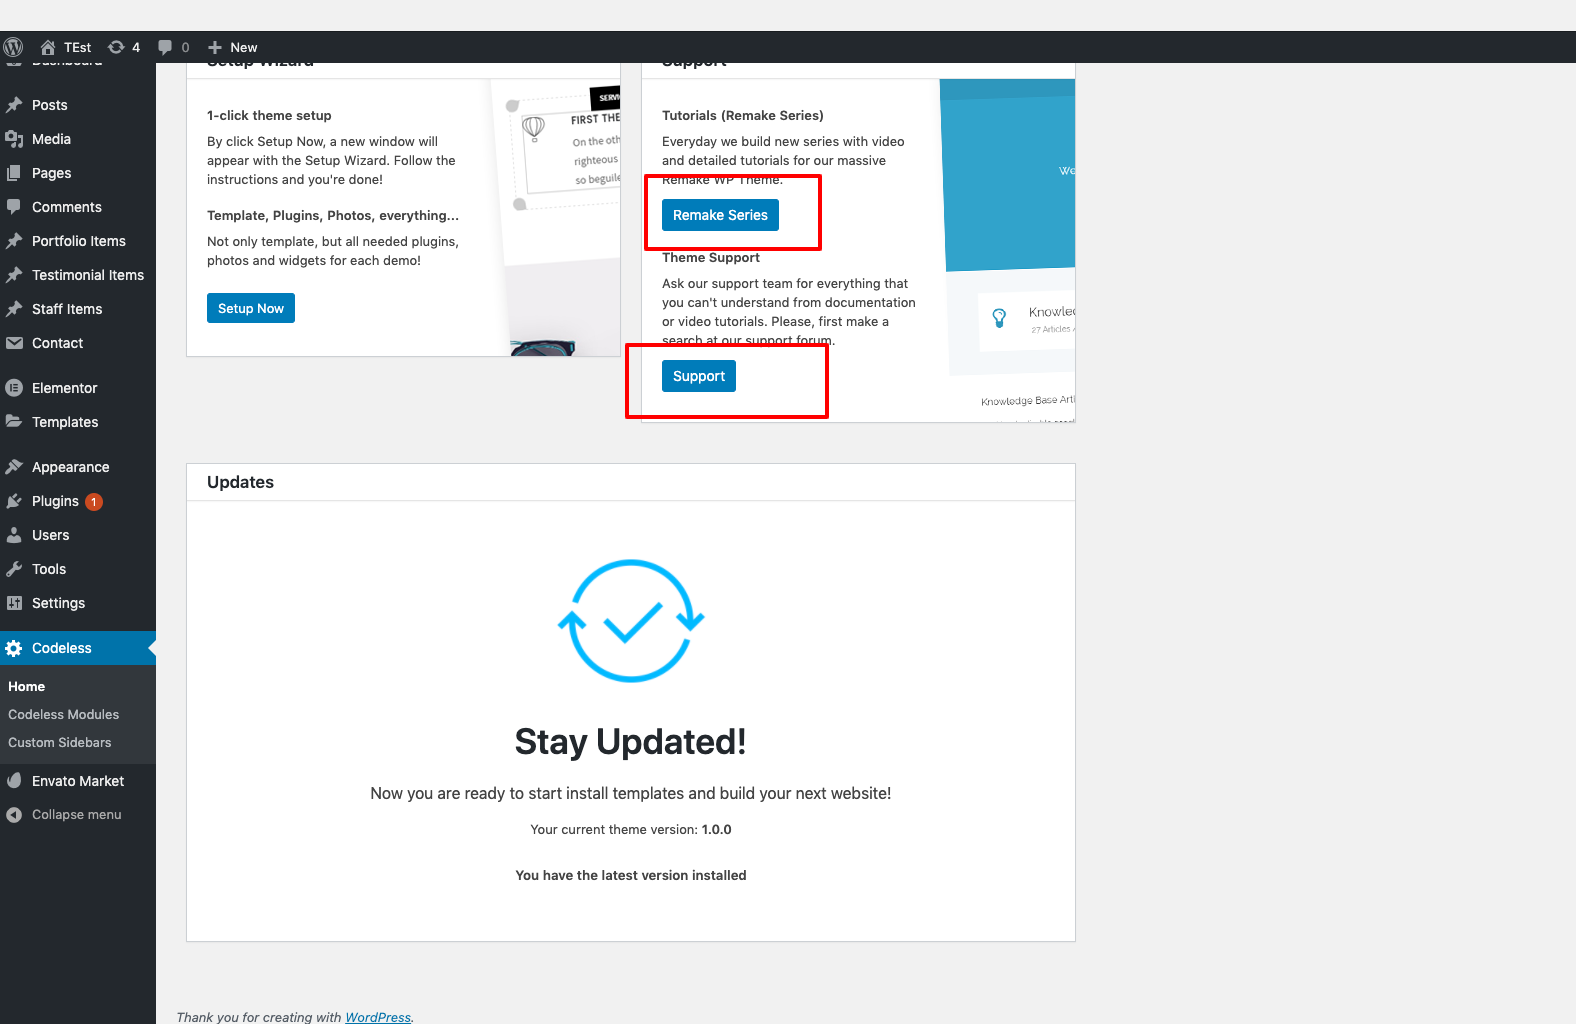 TEst
4
0
New
Dashboard
Posts
Media
Pages
Comments
Portfolio Items
Testimonial Items
Staff Items
Contact
Elementor
Templates
Appearance
Plugins 1
Users
Tools
Settings
Codeless
Home
Codeless Modules
Custom Sidebars
Envato Market
Collapse menu
Setup Wizard
1-click theme setup
By click Setup Now, a new window will
appear with the Setup Wizard. Follow the
instructions and you're done!
Template, Plugins, Photos, everything...
Not only template, but all needed plugins,
photos and widgets for each demo!
Setup Now
SERVI
FIRST THE
On the oth
righteous
so beguile
Support
Tutorials (Remake Series)
Everyday we build new series with video
and detailed tutorials for our massive
Remake WP Theme.
Remake Series
Theme Support
Ask our support team for everything that
you can't understand from documentation
or video tutorials. Please, first make a
search at our support forum.
Support
We
Knowled
27 Articles
Knowledge Base Arti
Updates
Stay Updated!
Now you are ready to start install templates and build your next website!
Your current theme version: 1.0.0
You have the latest version installed
Thank you for creating with WordPress.